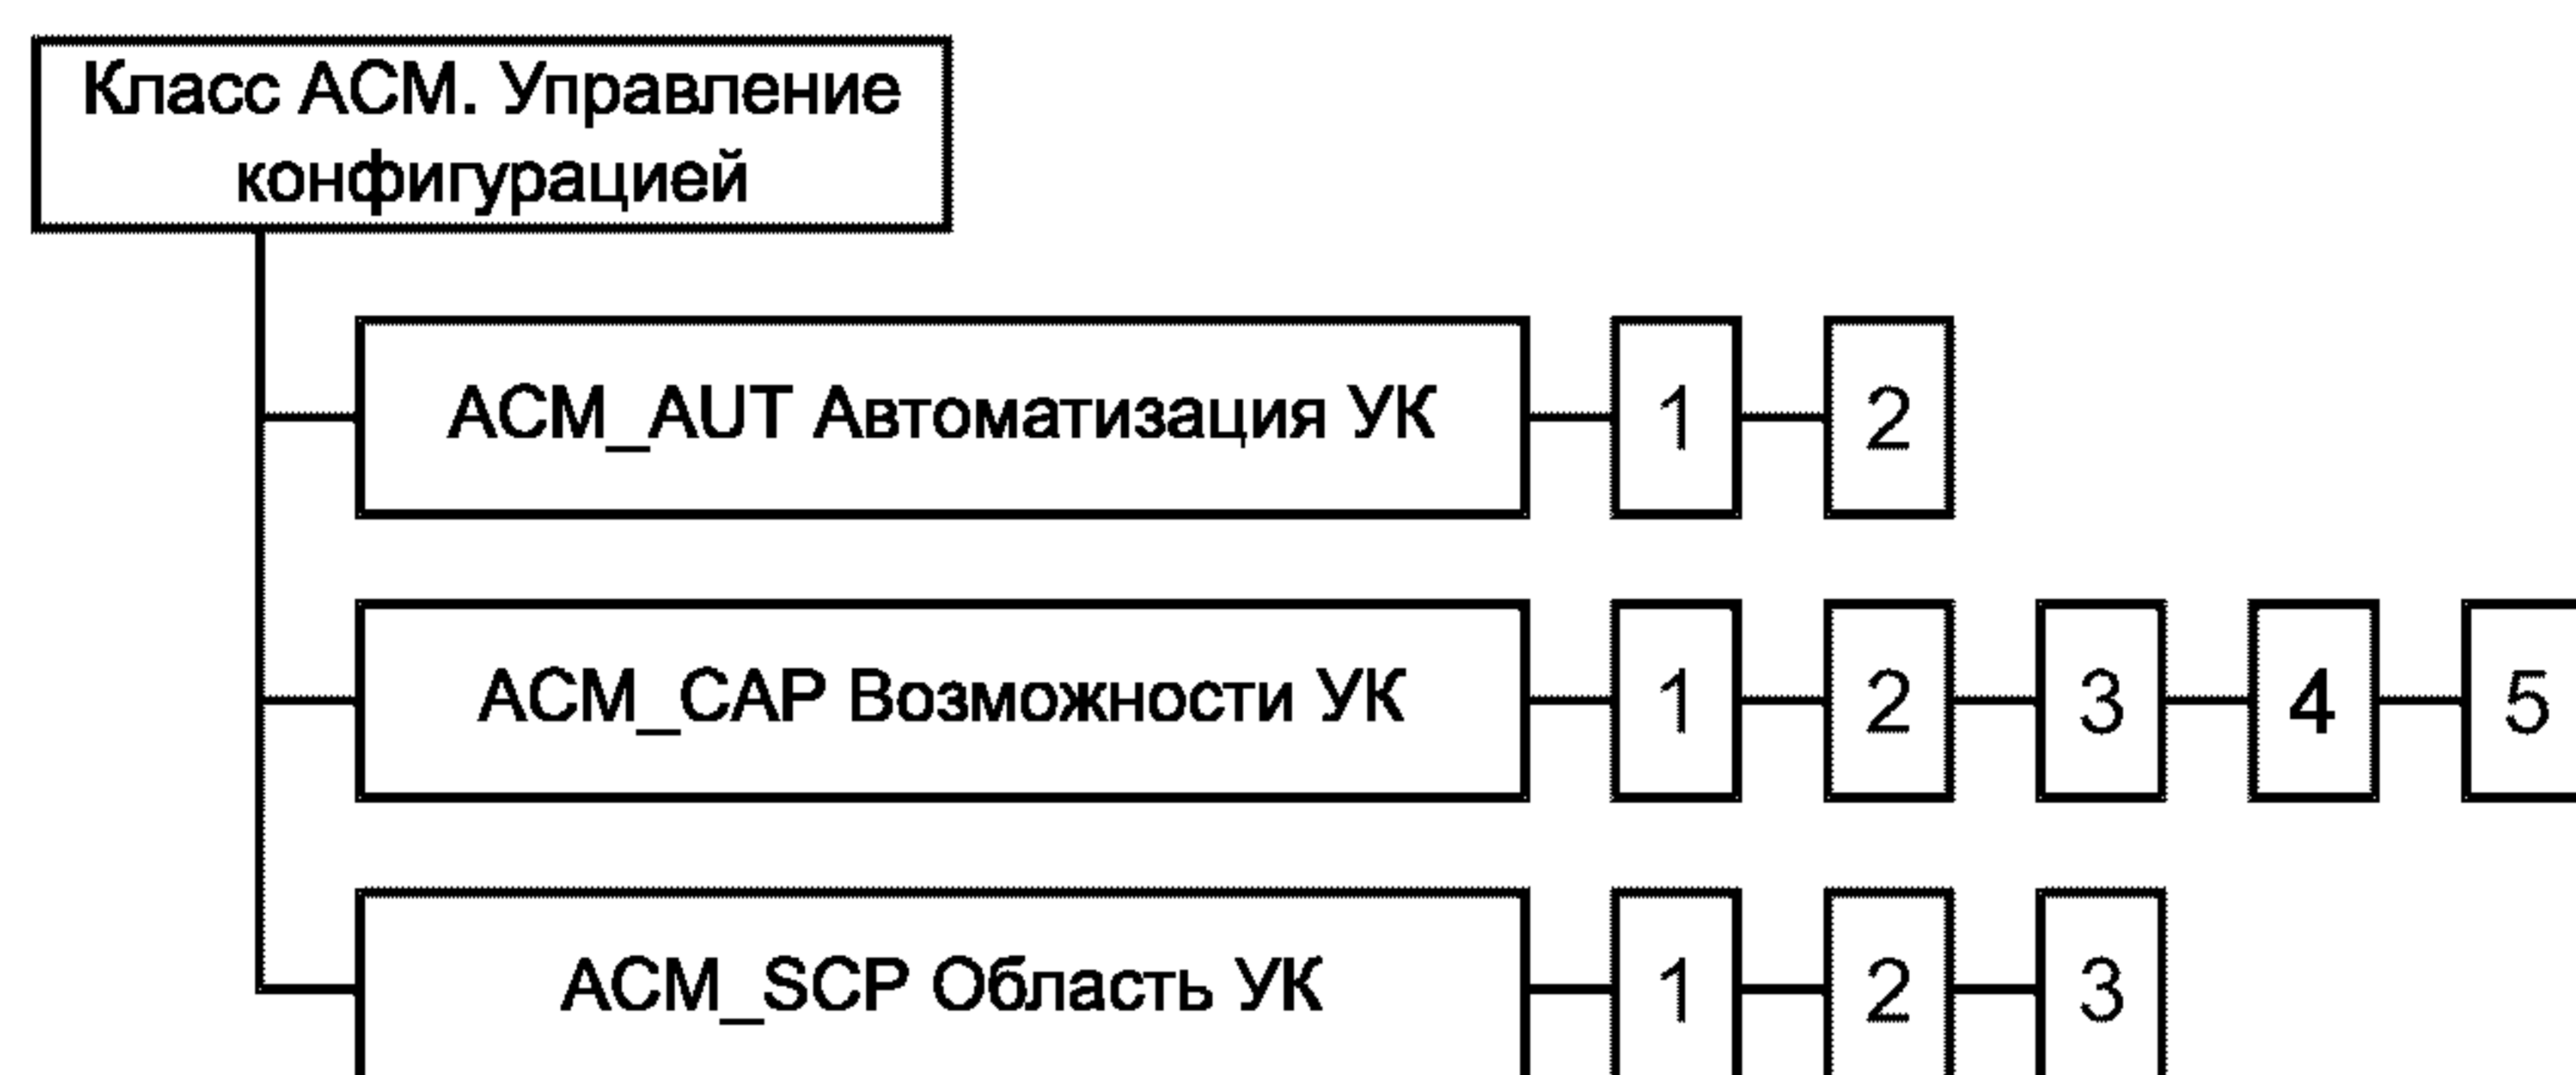 Класс АСМ. Управление
конфигурацией
ACM_AUT Автоматизация УК 1 2
ACM_CAP Возможности УК 1 2 3 4 5
ACM_SCP Область УК 1 2 3